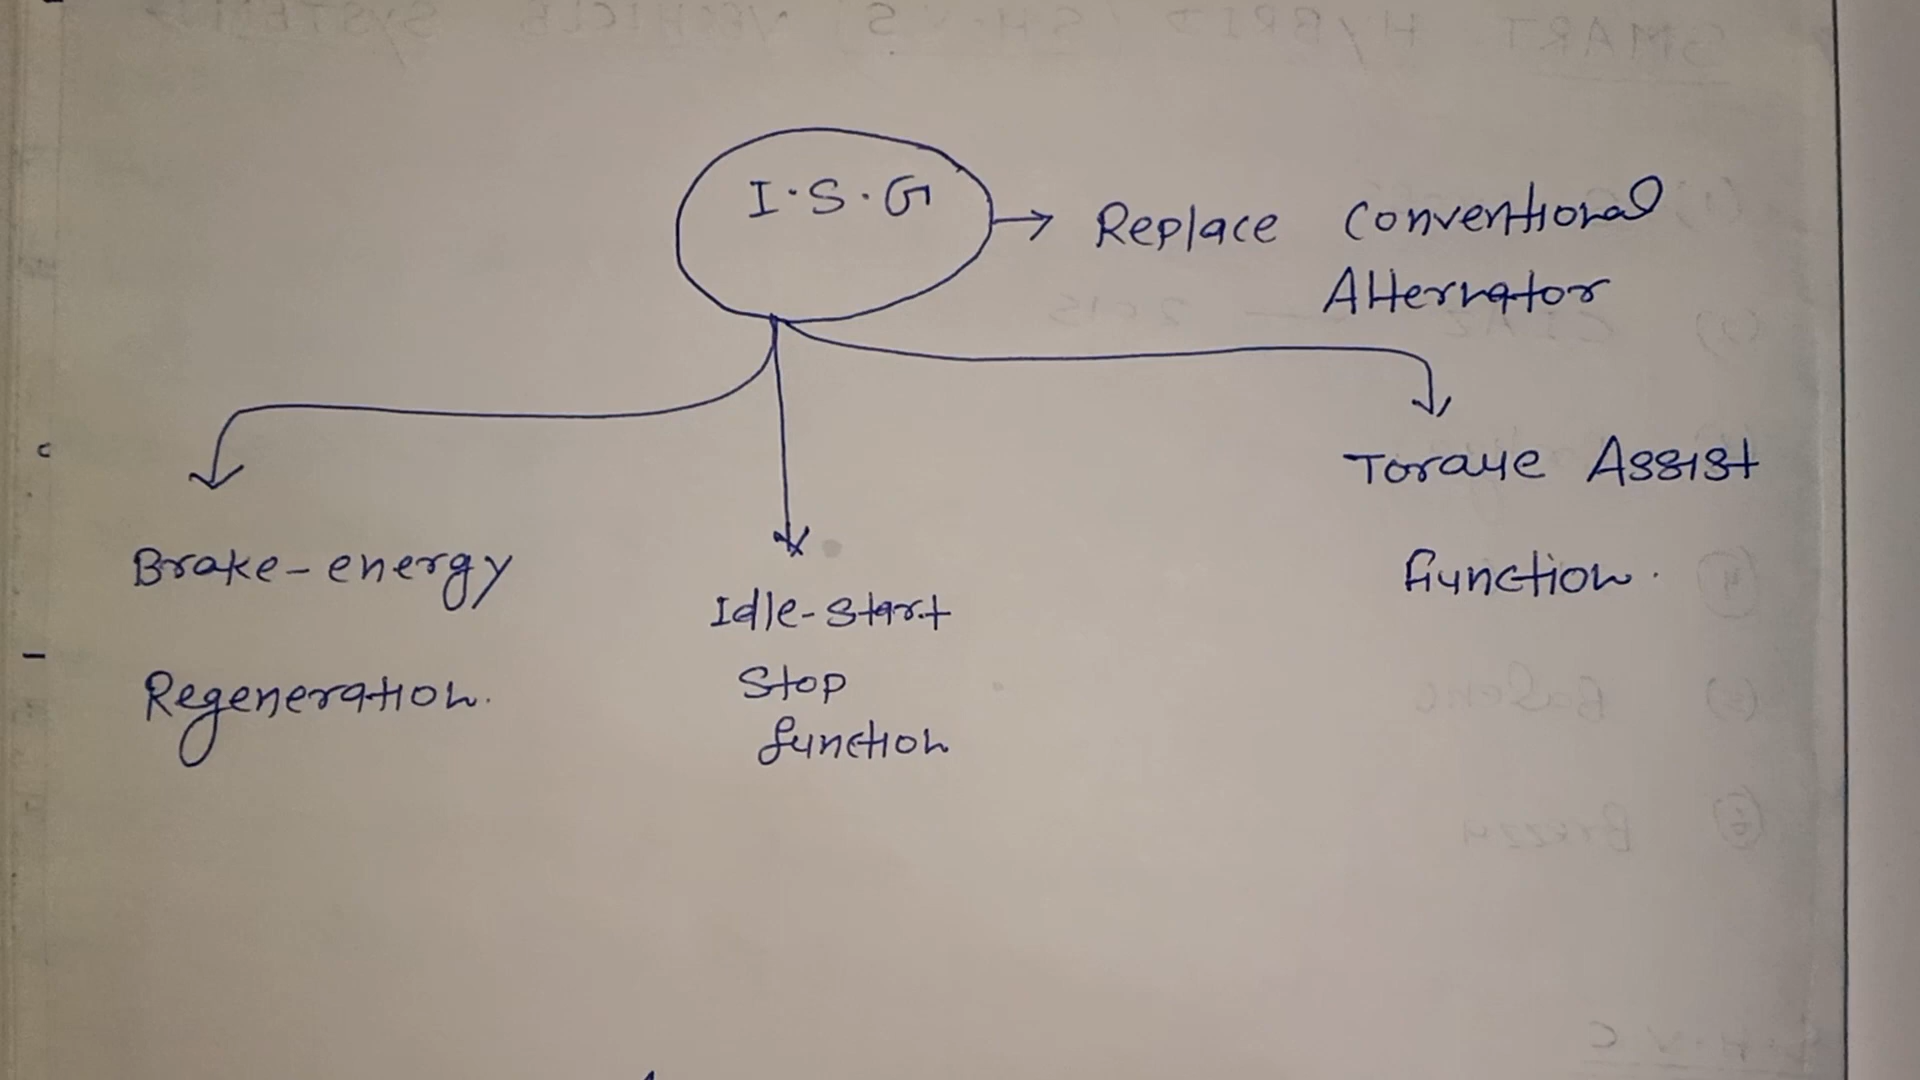 I.S.G → Replace Conventional
Alternator
Torque Assist
function.
Brake-energy
Regeneration.
Idle-start
Stop
function